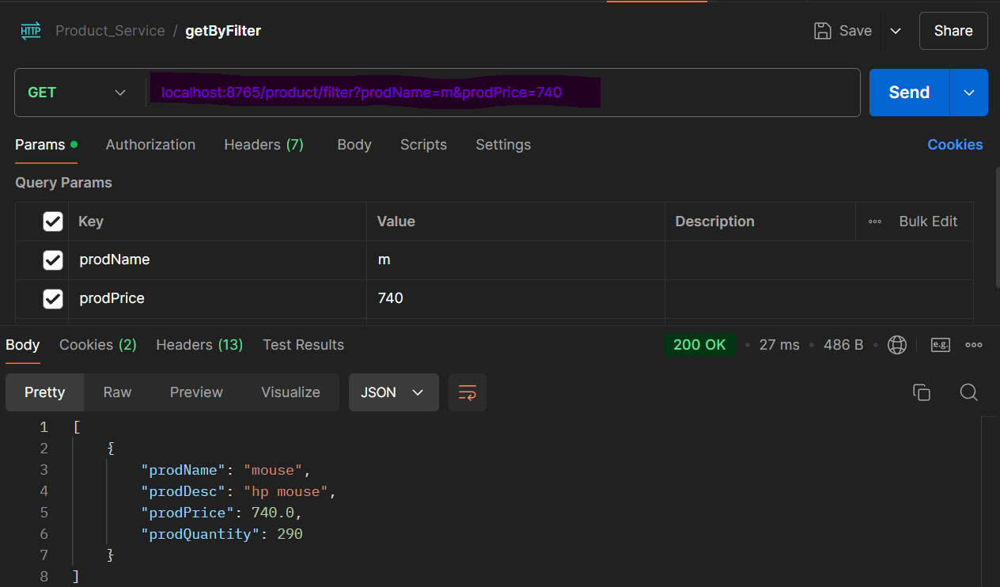 HTTP Product_Service / getByFilter Save Share
GET localhost:8765/product/filter?prodName=m&prodPrice=740 Send
Params Authorization Headers (7) Body Scripts Settings Cookies
Query Params
Key Value Description Bulk Edit
prodName m
prodPrice 740
Body Cookies (2) Headers (13) Test Results 200 OK 27 ms 486 B e.g.
Pretty Raw Preview Visualize JSON
1 [
2 {
3 "prodName": "mouse",
4 "prodDesc": "hp mouse",
5 "prodPrice": 740.0,
6 "prodQuantity": 290
7 }
8 ]